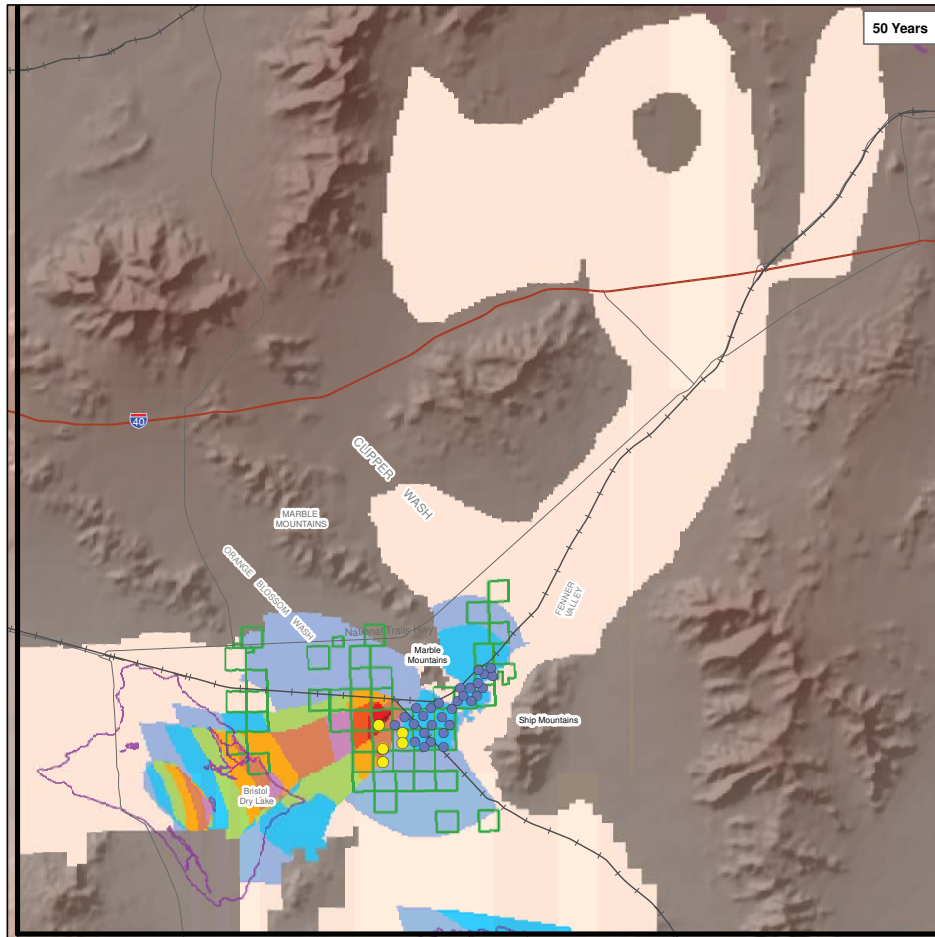 50 Years
40
CLIPPER
WASH
MARBLE
MOUNTAINS
ORANGE
BLOSSOM
WASH
FENNER
VALLEY
National Trails Hwy
Marble
Mountains
Ship Mountains
Bristol
Dry Lake